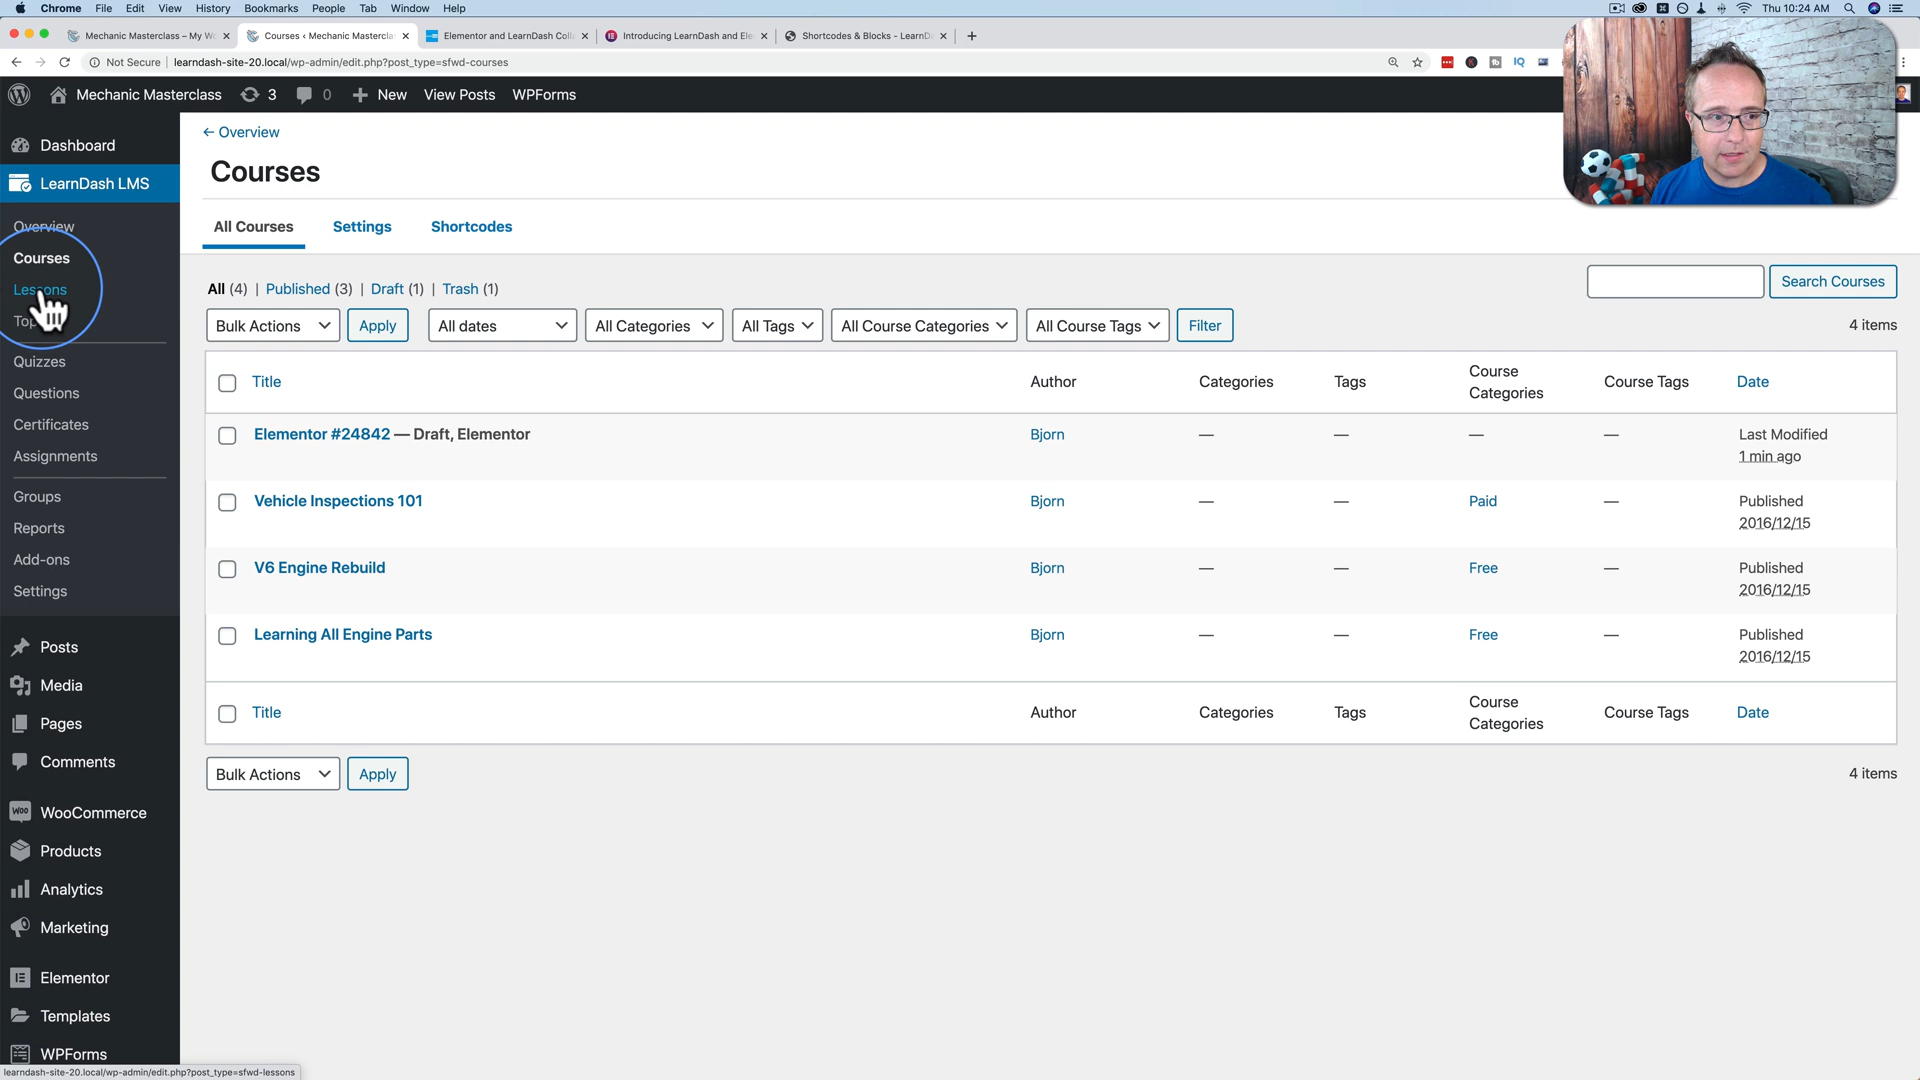 Chrome File Edit View History Bookmarks People Tab Window Help
Thu 10:24 AM
Mechanic Masterclass – My Wo
Courses ‹ Mechanic Mastercla
Elementor and LearnDash Colla
Introducing LearnDash and Ele
Shortcodes & Blocks - LearnDa
Not Secure | learndash-site-20.local/wp-admin/edit.php?post_type=sfwd-courses
IQ
Mechanic Masterclass 3 0 New View Posts WPForms
Dashboard
LearnDash LMS
Overview
Courses
Lessons
Quizzes
Questions
Certificates
Assignments
Groups
Reports
Add-ons
Settings
Posts
Media
Pages
Comments
WOO WooCommerce
Products
Analytics
Marketing
Elementor
Templates
WPForms
← Overview
Courses
All Courses Settings Shortcodes
All (4) | Published (3) | Draft (1) | Trash (1)
Search Courses
Bulk Actions Apply All dates All Categories All Tags All Course Categories All Course Tags Filter
4 items
Title Author Categories Tags Course Categories Course Tags Date
Elementor #24842 — Draft, Elementor Bjorn — — — — Last Modified
1 min ago
Vehicle Inspections 101 Bjorn — — Paid — Published
2016/12/15
V6 Engine Rebuild Bjorn — — Free — Published
2016/12/15
Learning All Engine Parts Bjorn — — Free — Published
2016/12/15
Title Author Categories Tags Course Categories Course Tags Date
Bulk Actions Apply
4 items
learndash-site-20.local/wp-admin/edit.php?post_type=sfwd-lessons